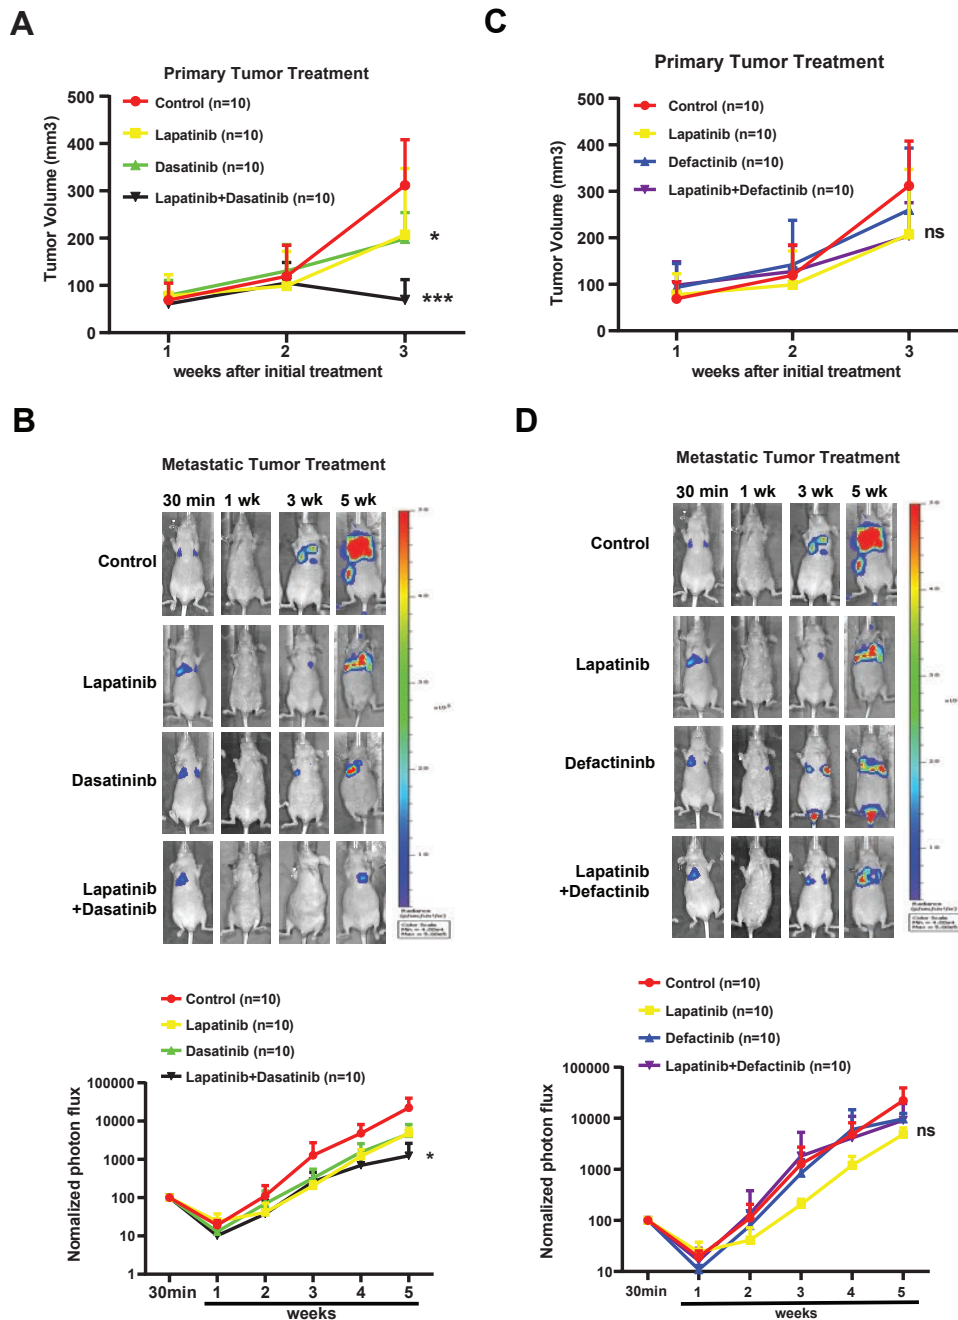 A
Primary Tumor Treatment
Control (n=10)
Lapatinib (n=10)
Dasatinib (n=10)
Lapatinib+Dasatinib (n=10)
Tumor Volume (mm3)
500
400
300
200
100
0
*
***
1 2 3
weeks after initial treatment
C
Primary Tumor Treatment
Control (n=10)
Lapatinib (n=10)
Defactinib (n=10)
Lapatinib+Defactinib (n=10)
Tumor Volume (mm3)
500
400
300
200
100
0
ns
1 2 3
weeks after initial treatment
B
Metastatic Tumor Treatment
30 min 1 wk 3 wk 5 wk
Control
Lapatinib
Dasatininb
Lapatinib
+Dasatinib
Radiance
Color Scale
Control (n=10)
Lapatinib (n=10)
Dasatinib (n=10)
Lapatinib+Dasatinib (n=10)
Nomalized photon flux
100000
10000
1000
100
10
1
*
30min 1 2 3 4 5
weeks
D
Metastatic Tumor Treatment
30 min 1 wk 3 wk 5 wk
Control
Lapatinib
Defactininb
Lapatinib
+Defactinib
Radiance
Color Scale
Control (n=10)
Lapatinib (n=10)
Defactinib (n=10)
Lapatinib+Defactinib (n=10)
Nomalized photon flux
100000
10000
1000
100
10
ns
30min 1 2 3 4 5
weeks